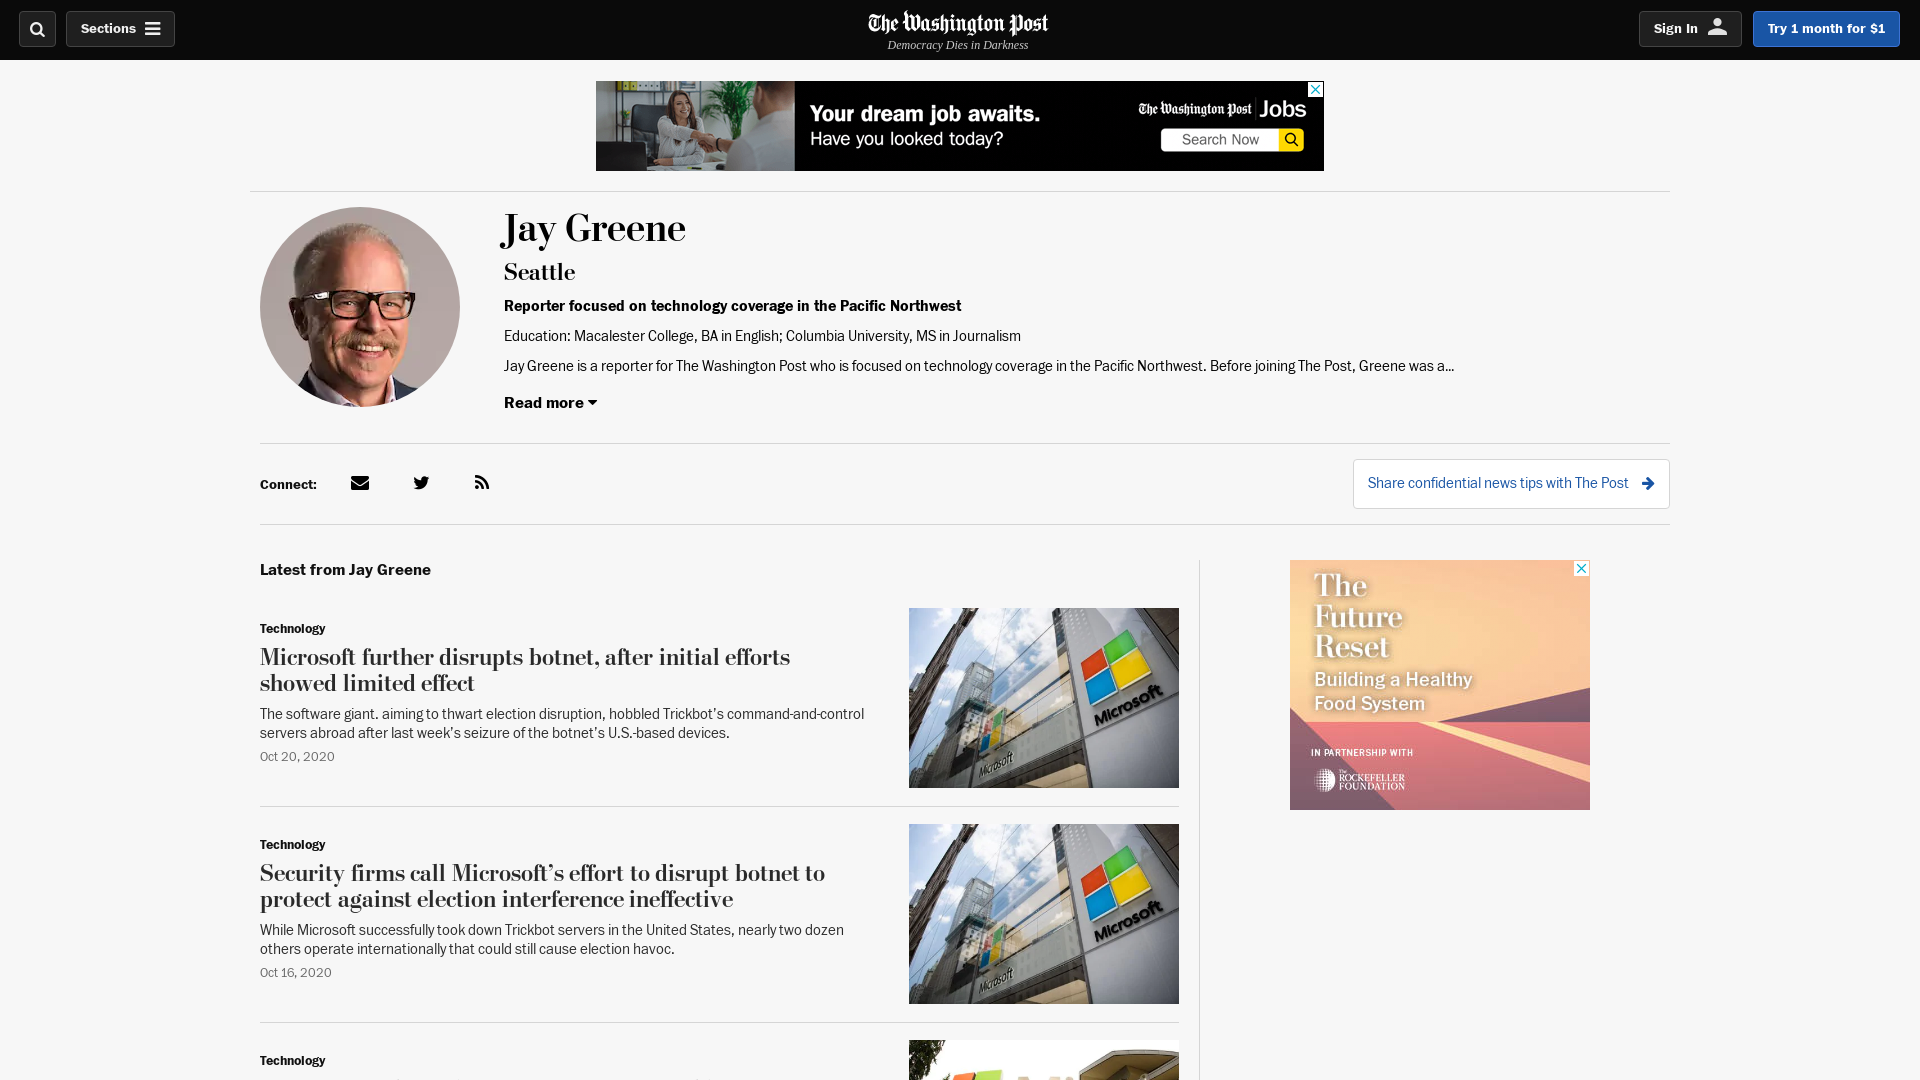 Sections
The Washington Post
Democracy Dies in Darkness
Sign In
Try 1 month for $1
Your dream job awaits.
Have you looked today?
The Washington Post Jobs
Search Now
Jay Greene
Seattle
Reporter focused on technology coverage in the Pacific Northwest
Education: Macalester College, BA in English; Columbia University, MS in Journalism
Jay Greene is a reporter for The Washington Post who is focused on technology coverage in the Pacific Northwest. Before joining The Post, Greene was a...
Read more
Connect:
Share confidential news tips with The Post
Latest from Jay Greene
Technology
Microsoft further disrupts botnet, after initial efforts
showed limited effect
The software giant. aiming to thwart election disruption, hobbled Trickbot’s command-and-control
servers abroad after last week’s seizure of the botnet’s U.S.-based devices.
Oct 20, 2020
Microsoft
Microsoft
The
Future
Reset
Building a Healthy
Food System
IN PARTNERSHIP WITH
The
ROCKEFELLER
FOUNDATION
Technology
Security firms call Microsoft’s effort to disrupt botnet to
protect against election interference ineffective
While Microsoft successfully took down Trickbot servers in the United States, nearly two dozen
others operate internationally that could still cause election havoc.
Oct 16, 2020
Microsoft
Microsoft
Technology